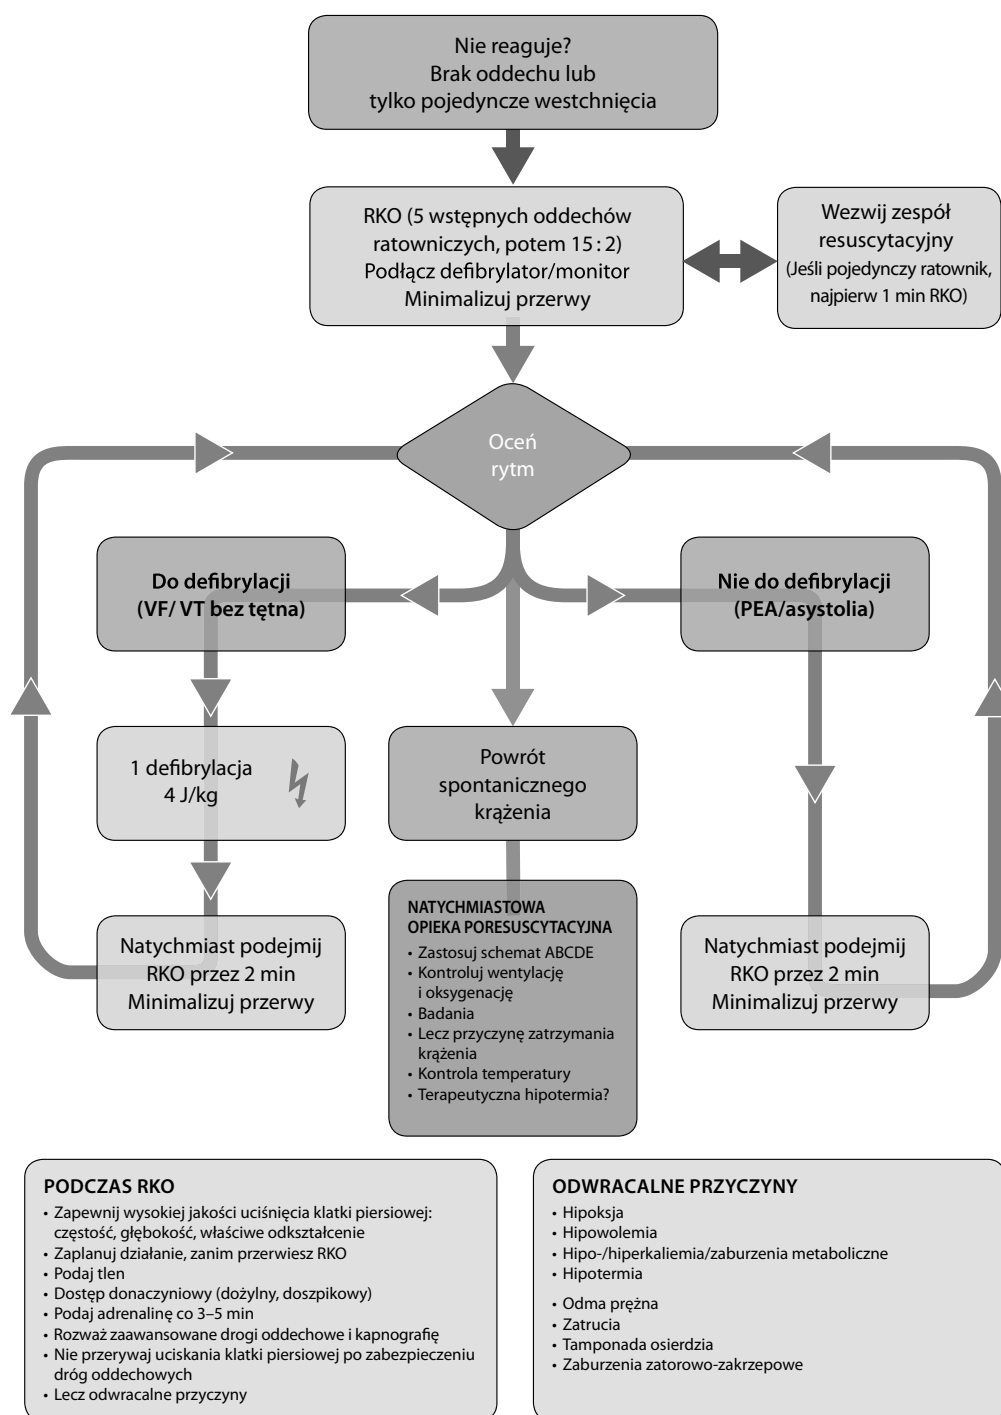 Nie reaguje?
Brak oddechu lub
tylko pojedyncze westchnięcia
RKO (5 wstępnych oddechów
ratowniczych, potem 15 : 2)
Podłącz defibrylator/monitor
Minimalizuj przerwy
Wezwij zespół
resuscytacyjny
(Jeśli pojedynczy ratownik,
najpierw 1 min RKO)
Oceń
rytm
Do defibrylacji
(VF/ VT bez tętna)
Nie do defibrylacji
(PEA/asystolia)
1 defibrylacja
4 J/kg
Powrót
spontanicznego
krążenia
Natychmiast podejmij
RKO przez 2 min
Minimalizuj przerwy
NATYCHMIASTOWA
OPIEKA PORESUSCYTACYJNA
• Zastosuj schemat ABCDE
• Kontroluj wentylację
i oksygenację
• Badania
• Lecz przyczynę zatrzymania
krążenia
• Kontrola temperatury
• Terapeutyczna hipotermia?
Natychmiast podejmij
RKO przez 2 min
Minimalizuj przerwy
PODCZAS RKO
• Zapewnij wysokiej jakości uciśnięcia klatki piersiowej:
częstość, głębokość, właściwe odkształcenie
• Zaplanuj działanie, zanim przerwiesz RKO
• Podaj tlen
• Dostęp donaczyniowy (dożylny, doszpikowy)
• Podaj adrenalinę co 3–5 min
• Rozważ zaawansowane drogi oddechowe i kapnografię
• Nie przerywaj uciskania klatki piersiowej po zabezpieczeniu
dróg oddechowych
• Lecz odwracalne przyczyny
ODWRACALNE PRZYCZYNY
• Hipoksja
• Hipowolemia
• Hipo-/hiperkaliemia/zaburzenia metaboliczne
• Hipotermia
• Odma prężna
• Zatrucia
• Tamponada osierdzia
• Zaburzenia zatorowo-zakrzepowe